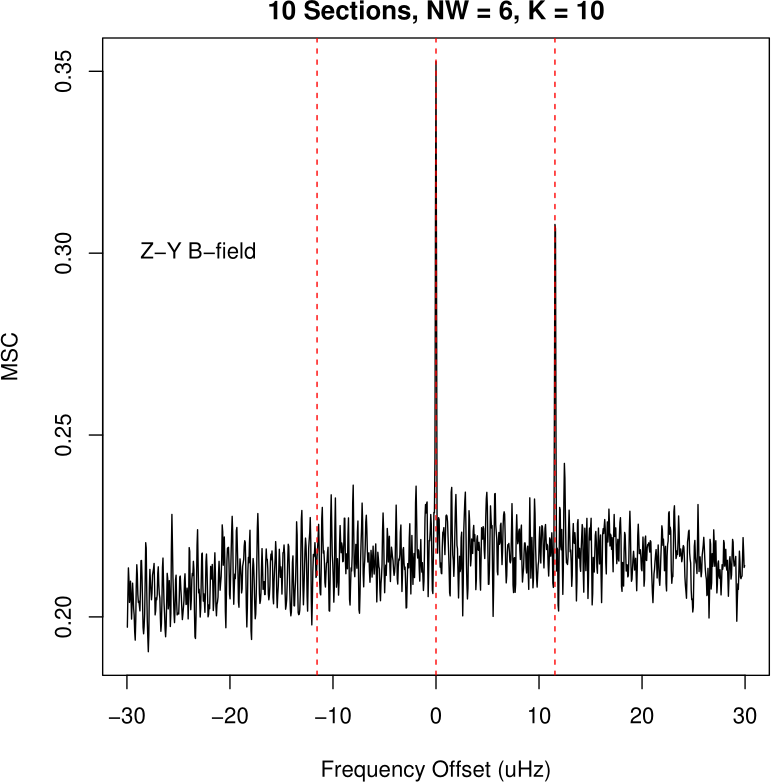 10 Sections, NW = 6, K = 10
0.35
0.30
0.25
0.20
MSC
Z−Y B−field
−30 −20 −10 0 10 20 30
Frequency Offset (uHz)